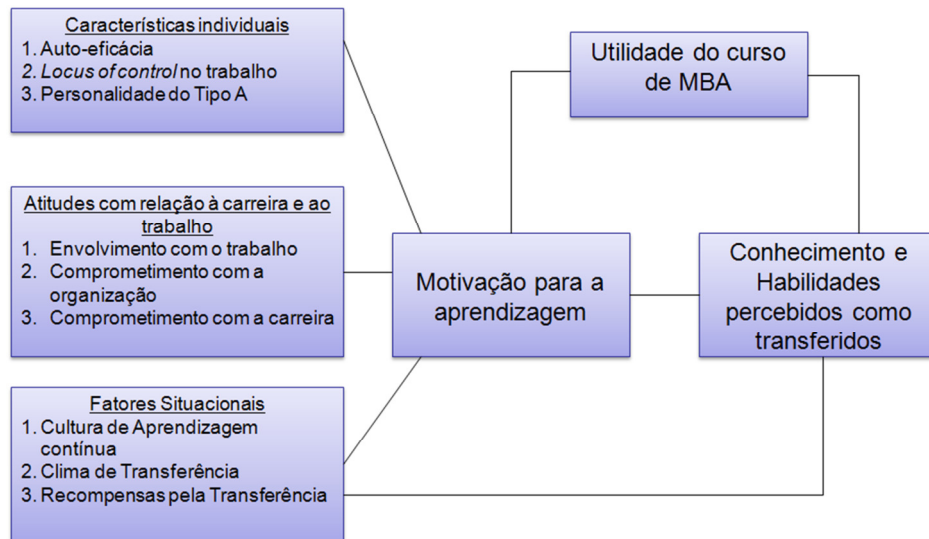 Características individuais
1. Auto-eficácia
2. Locus of control no trabalho
3. Personalidade do Tipo A
Utilidade do curso
de MBA
Atitudes com relação à carreira e ao
trabalho
1. Envolvimento com o trabalho
2. Comprometimento com a
organização
3. Comprometimento com a carreira
Motivação para a
aprendizagem
Conhecimento e
Habilidades
percebidos como
transferidos
Fatores Situacionais
1. Cultura de Aprendizagem
contínua
2. Clima de Transferência
3. Recompensas pela Transferência